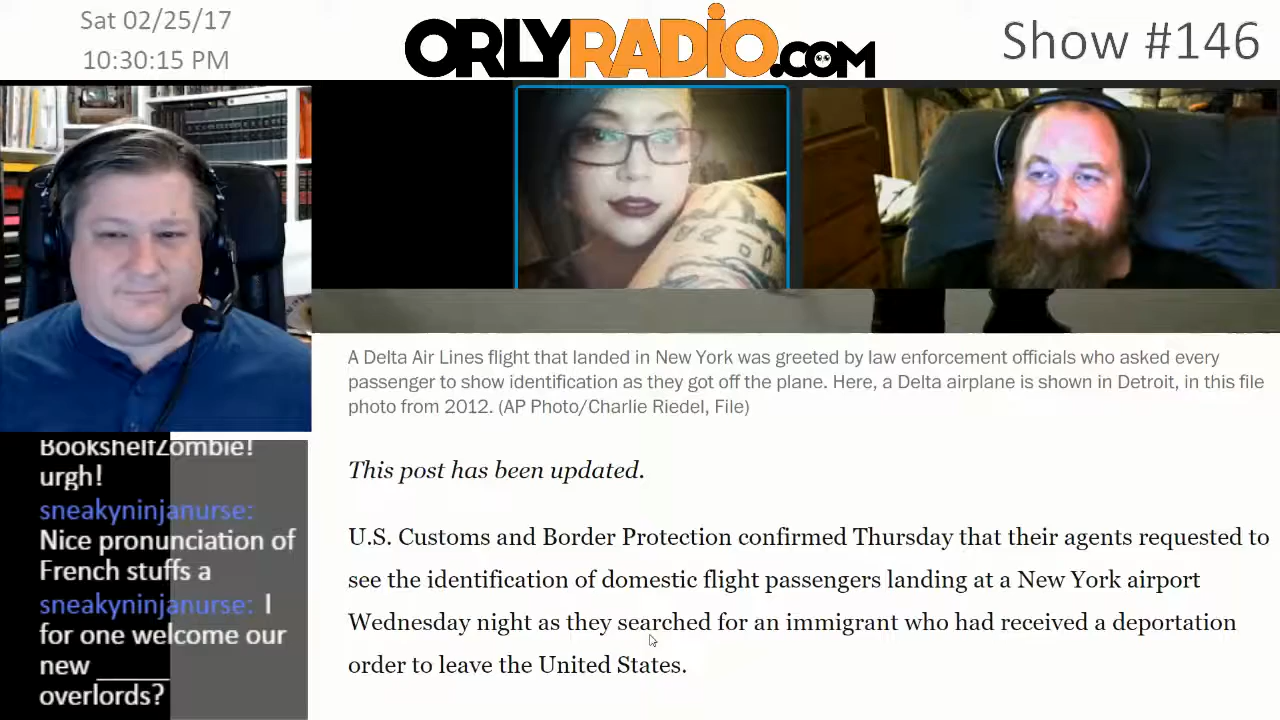 Sat 02/25/17
10:30:15 PM
ORLYRADIO.COM
Show #146
A Delta Air Lines flight that landed in New York was greeted by law enforcement officials who asked every
passenger to show identification as they got off the plane. Here, a Delta airplane is shown in Detroit, in this file
photo from 2012. (AP Photo/Charlie Riedel, File)
This post has been updated.
U.S. Customs and Border Protection confirmed Thursday that their agents requested to
see the identification of domestic flight passengers landing at a New York airport
Wednesday night as they searched for an immigrant who had received a deportation
order to leave the United States.
BookshelfZombie!
urgh!
sneakyninjanurse:
Nice pronunciation of
French stuffs a
sneakyninjanurse: I
for one welcome our
new ______
overlords?